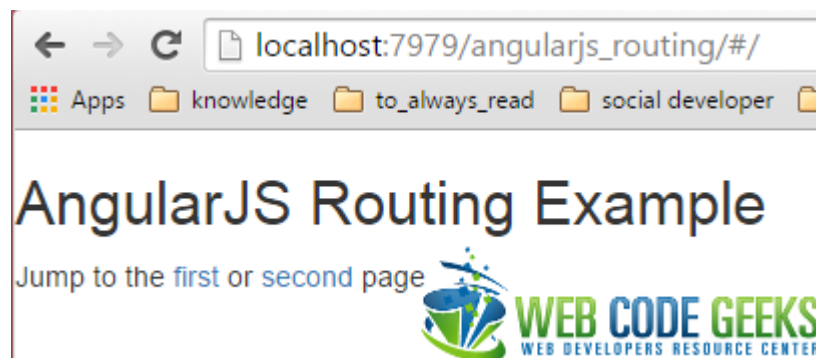 localhost:7979/angularjs_routing/#/
Apps knowledge to_always_read social developer
AngularJS Routing Example
Jump to the first or second page
WEB CODE GEEKS
WEB DEVELOPERS RESOURCE CENTER